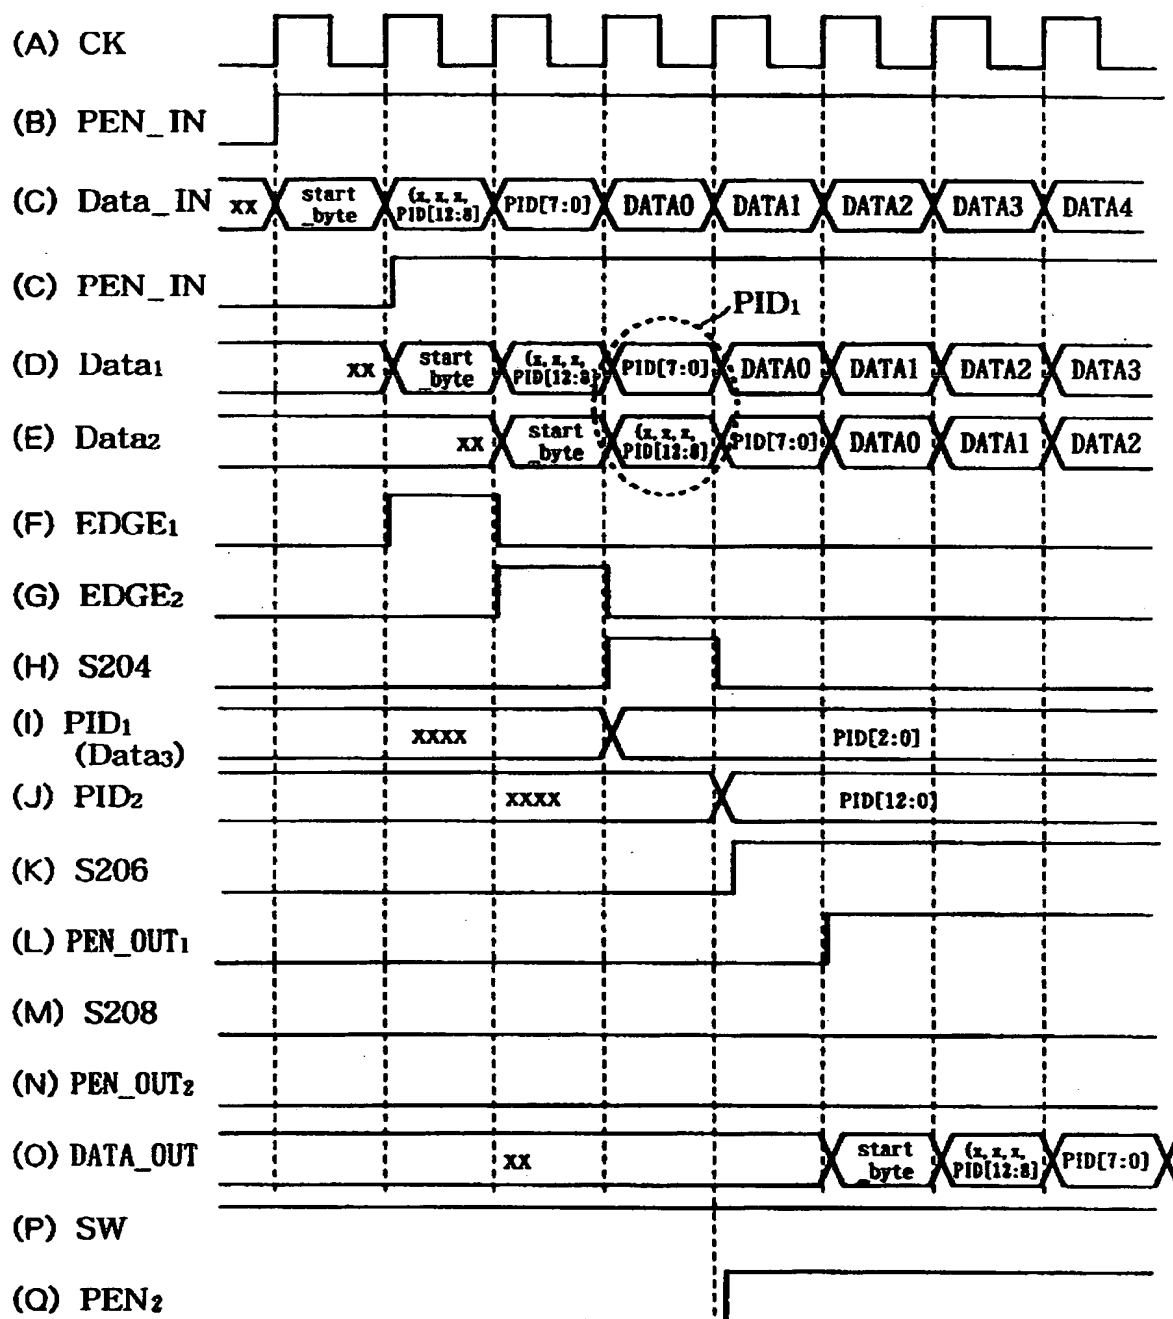 (A) CK
(B) PEN_IN
(C) Data_IN xx start_byte (x, x, x, PID[12:8] PID[7:0] DATA0 DATA1 DATA2 DATA3 DATA4
(C) PEN_IN
PID1
(D) Data1 xx start_byte (x, x, x, PID[12:8] PID[7:0] DATA0 DATA1 DATA2 DATA3
(E) Data2 xx start_byte (x, x, x, PID[12:8] PID[7:0] DATA0 DATA1 DATA2
(F) EDGE1
(G) EDGE2
(H) S204
(I) PID1 (Data3) xxxx PID[2:0]
(J) PID2 xxxx PID[12:0]
(K) S206
(L) PEN_OUT1
(M) S208
(N) PEN_OUT2
(O) DATA_OUT xx start_byte (x, x, x, PID[12:8] PID[7:0]
(P) SW
(Q) PEN2